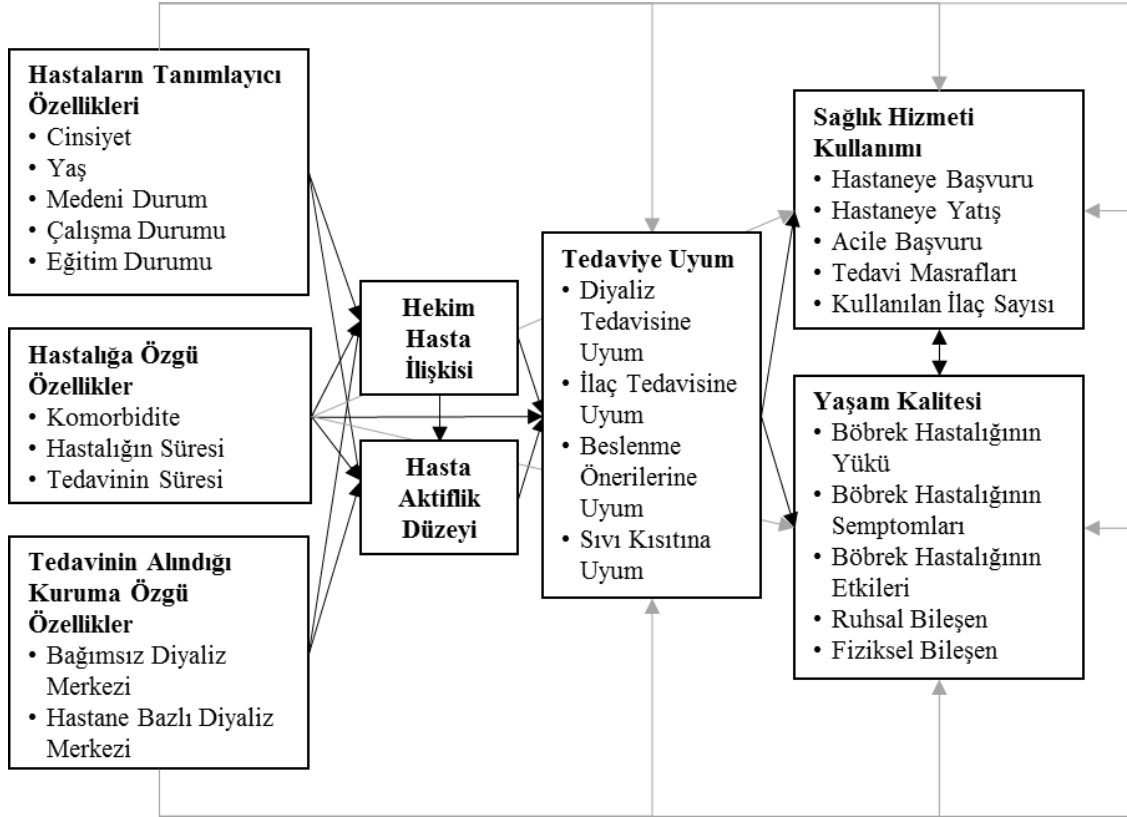 Hastaların Tanımlayıcı
Özellikleri
• Cinsiyet
• Yaş
• Medeni Durum
• Çalışma Durumu
• Eğitim Durumu
Hastalığa Özgü
Özellikler
• Komorbidite
• Hastalığın Süresi
• Tedavinin Süresi
Tedavinin Alındığı
Kuruma Özgü
Özellikler
• Bağımsız Diyaliz
Merkezi
• Hastane Bazlı Diyaliz
Merkezi
Hekim
Hasta
İlişkisi
Hasta
Aktiflik
Düzeyi
Tedaviye Uyum
• Diyaliz
Tedavisine
Uyum
• İlaç Tedavisine
Uyum
• Beslenme
Önerilerine
Uyum
• Sıvı Kısıtına
Uyum
Sağlık Hizmeti
Kullanımı
• Hastaneye Başvuru
• Hastaneye Yatış
• Acile Başvuru
• Tedavi Masrafları
• Kullanılan İlaç Sayısı
Yaşam Kalitesi
• Böbrek Hastalığının
Yükü
• Böbrek Hastalığının
Semptomları
• Böbrek Hastalığının
Etkileri
• Ruhsal Bileşen
• Fiziksel Bileşen